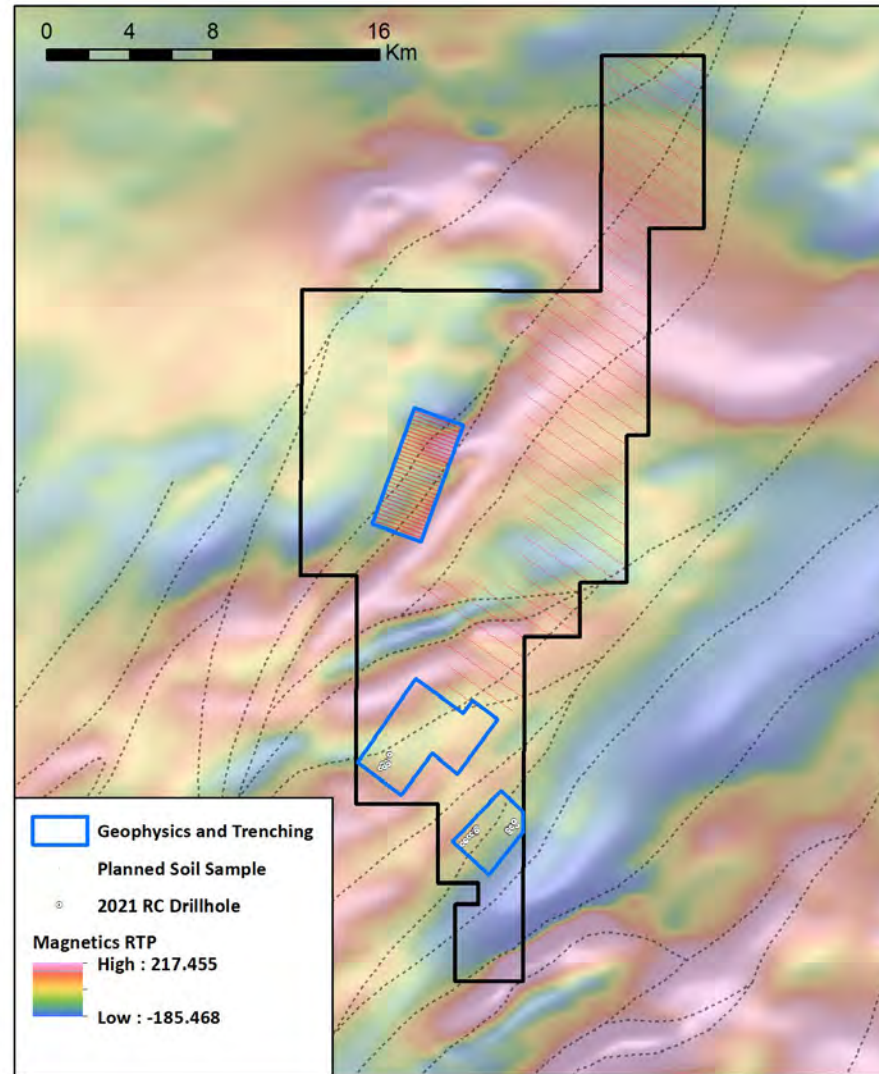 0 4 8 16
Km
Geophysics and Trenching
Planned Soil Sample
2021 RC Drillhole
Magnetics RTP
High : 217.455
Low : -185.468